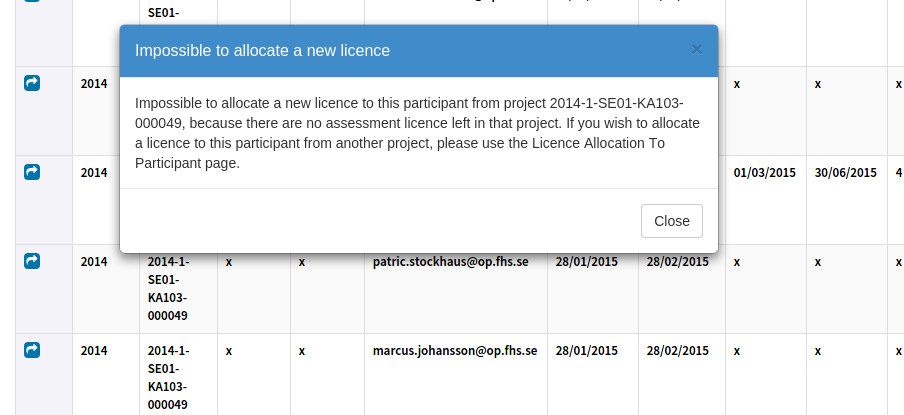 SE01-
Impossible to allocate a new licence ×
Impossible to allocate a new licence to this participant from project 2014-1-SE01-KA103-
000049, because there are no assessment licence left in that project. If you wish to allocate
a licence to this participant from another project, please use the Licence Allocation To
Participant page.
Close
2014 x x x
2014 01/03/2015 30/06/2015 4
2014 2014-1- x x patric.stockhaus@op.fhs.se 28/01/2015 28/02/2015 x x x
SE01-
KA103-
000049
2014 2014-1- x x marcus.johansson@op.fhs.se 28/01/2015 28/02/2015 x x x
SE01-
KA103-
000049